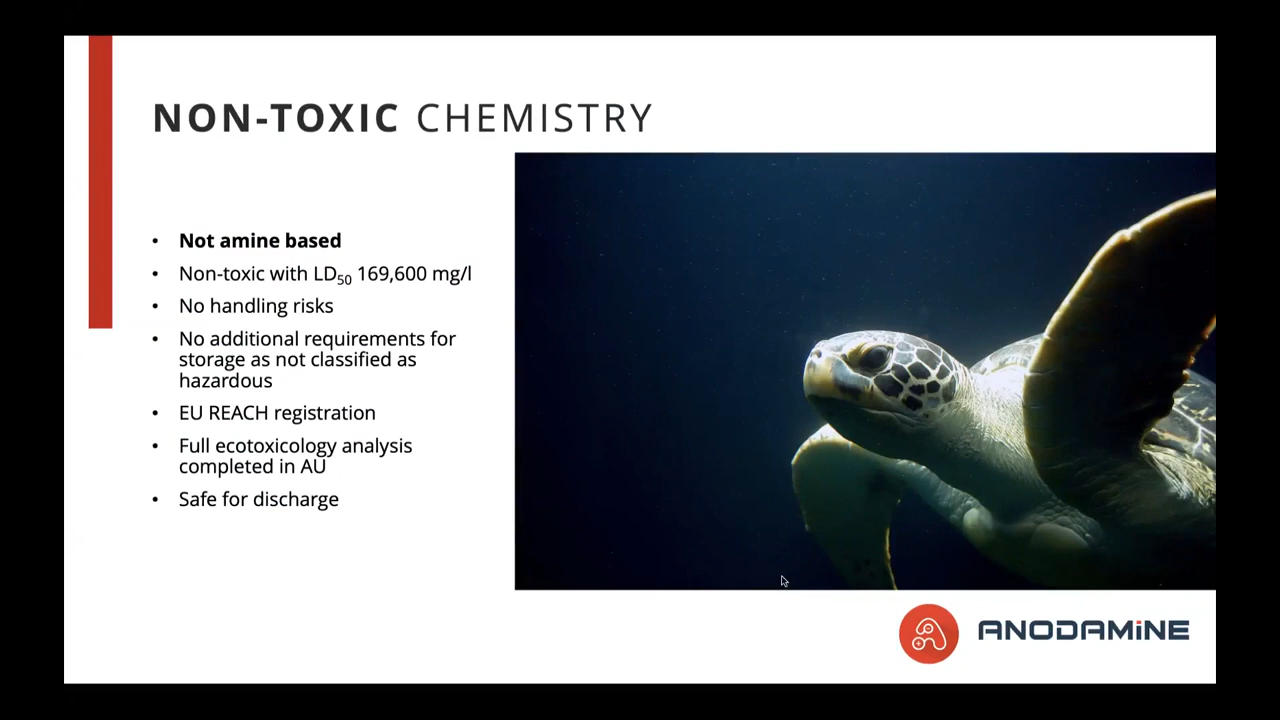 NON-TOXIC CHEMISTRY
• Not amine based
• Non-toxic with LD50 169,600 mg/l
• No handling risks
• No additional requirements for
storage as not classified as
hazardous
• EU REACH registration
• Full ecotoxicology analysis
completed in AU
• Safe for discharge
ANODAMiNE